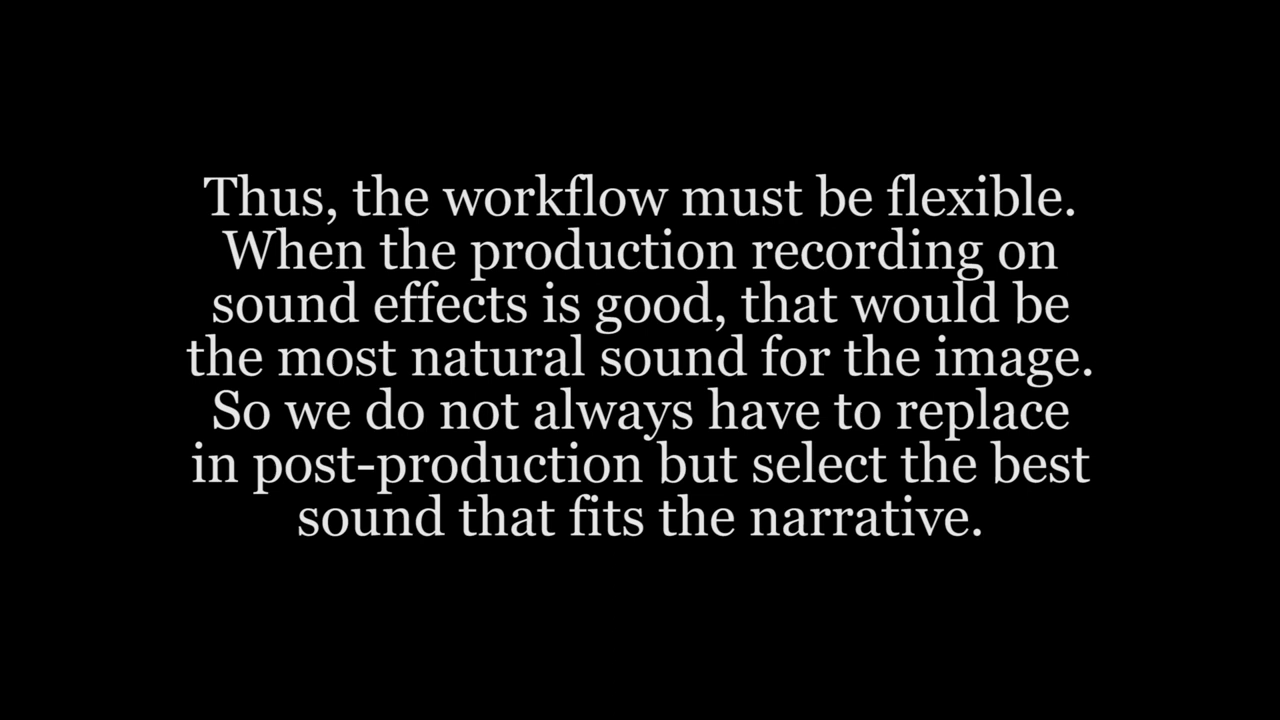 Thus, the workflow must be flexible.
When the production recording on
sound effects is good, that would be
the most natural sound for the image.
So we do not always have to replace
in post-production but select the best
sound that fits the narrative.